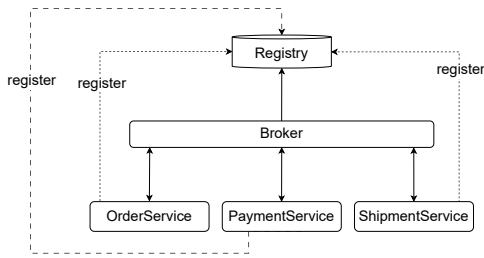 Registry
register
register
register
Broker
OrderService
PaymentService
ShipmentService